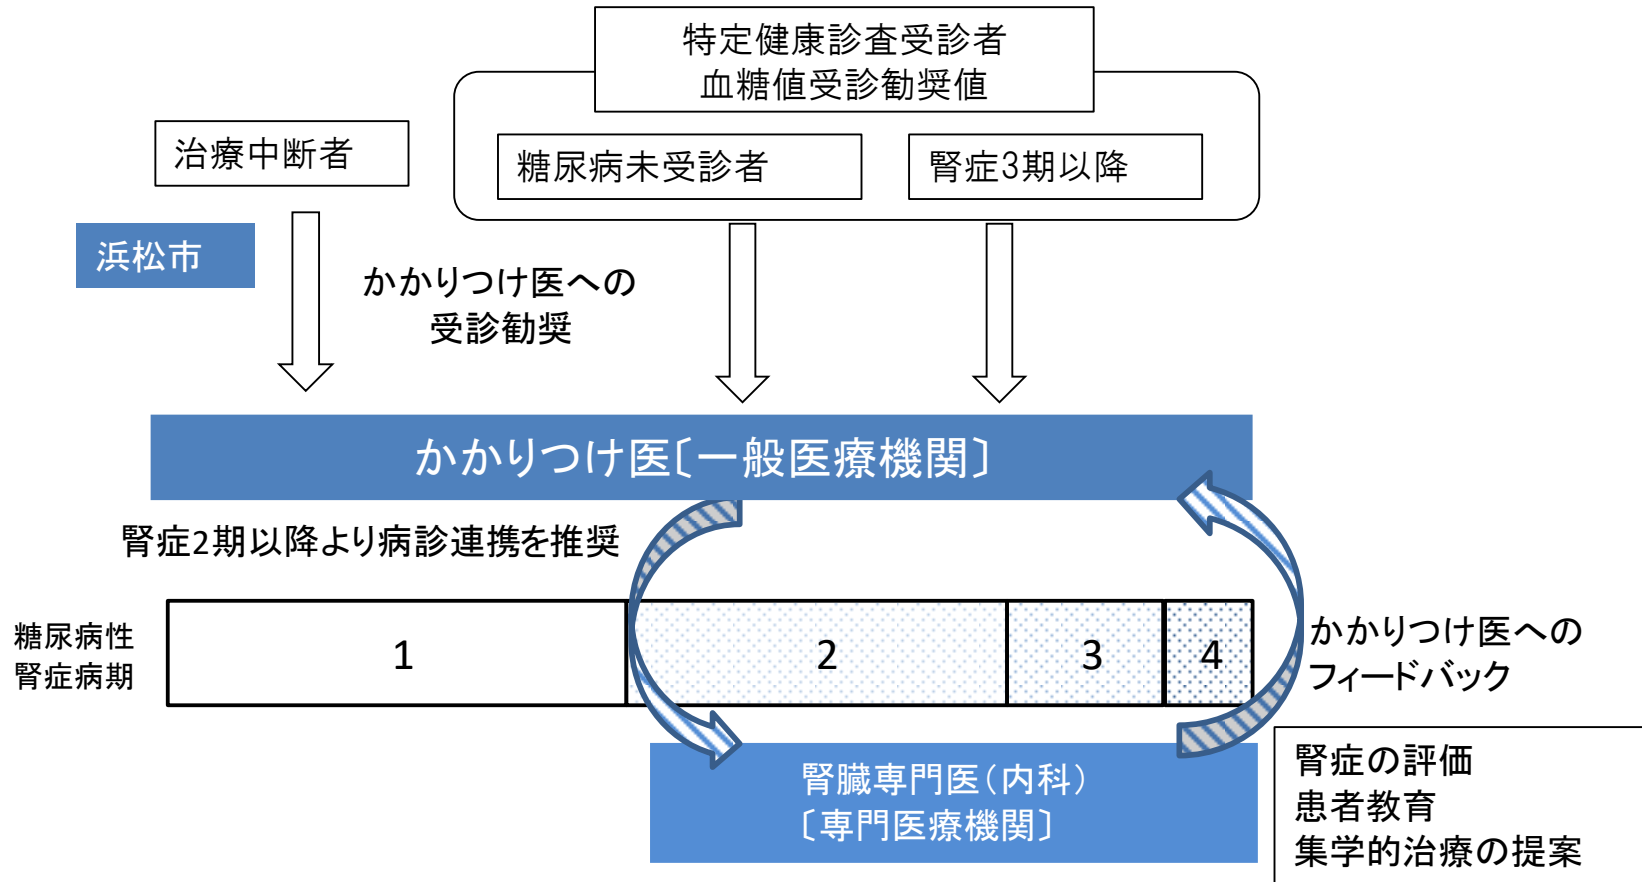 特定健康診査受診者
血糖値受診勧奨値
治療中断者
糖尿病未受診者
腎症3期以降
浜松市
かかりつけ医への
受診勧奨
かかりつけ医〔一般医療機関〕
腎症2期以降より病診連携を推奨
糖尿病性
腎症病期
1
2
3
4
かかりつけ医への
フィードバック
腎臓専門医(内科)
〔専門医療機関〕
腎症の評価
患者教育
集学的治療の提案